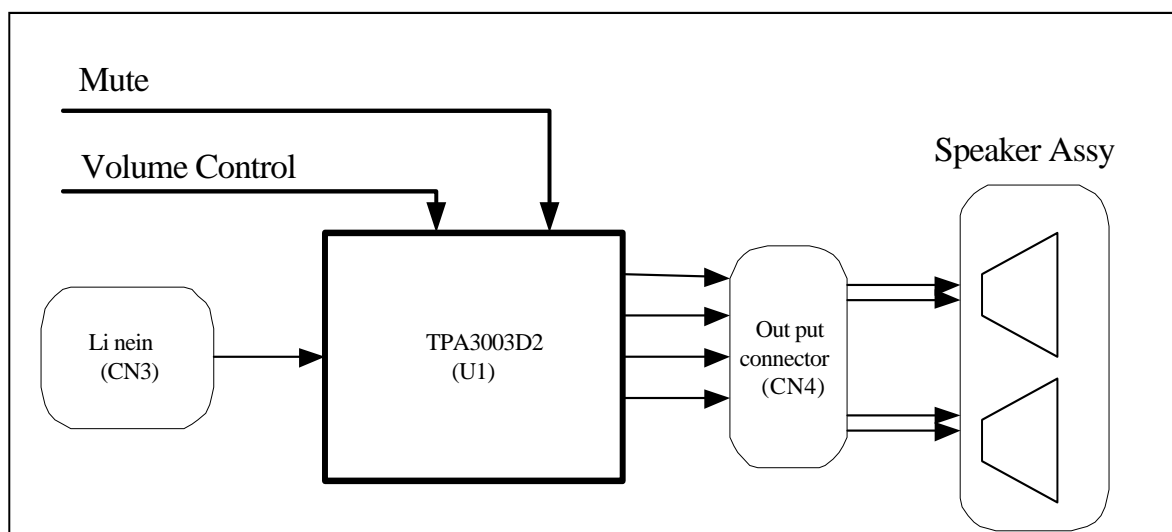 Mute
Volume Control
Speaker Assy
Li nein
(CN3)
TPA3003D2
(U1)
Out put
connector
(CN4)